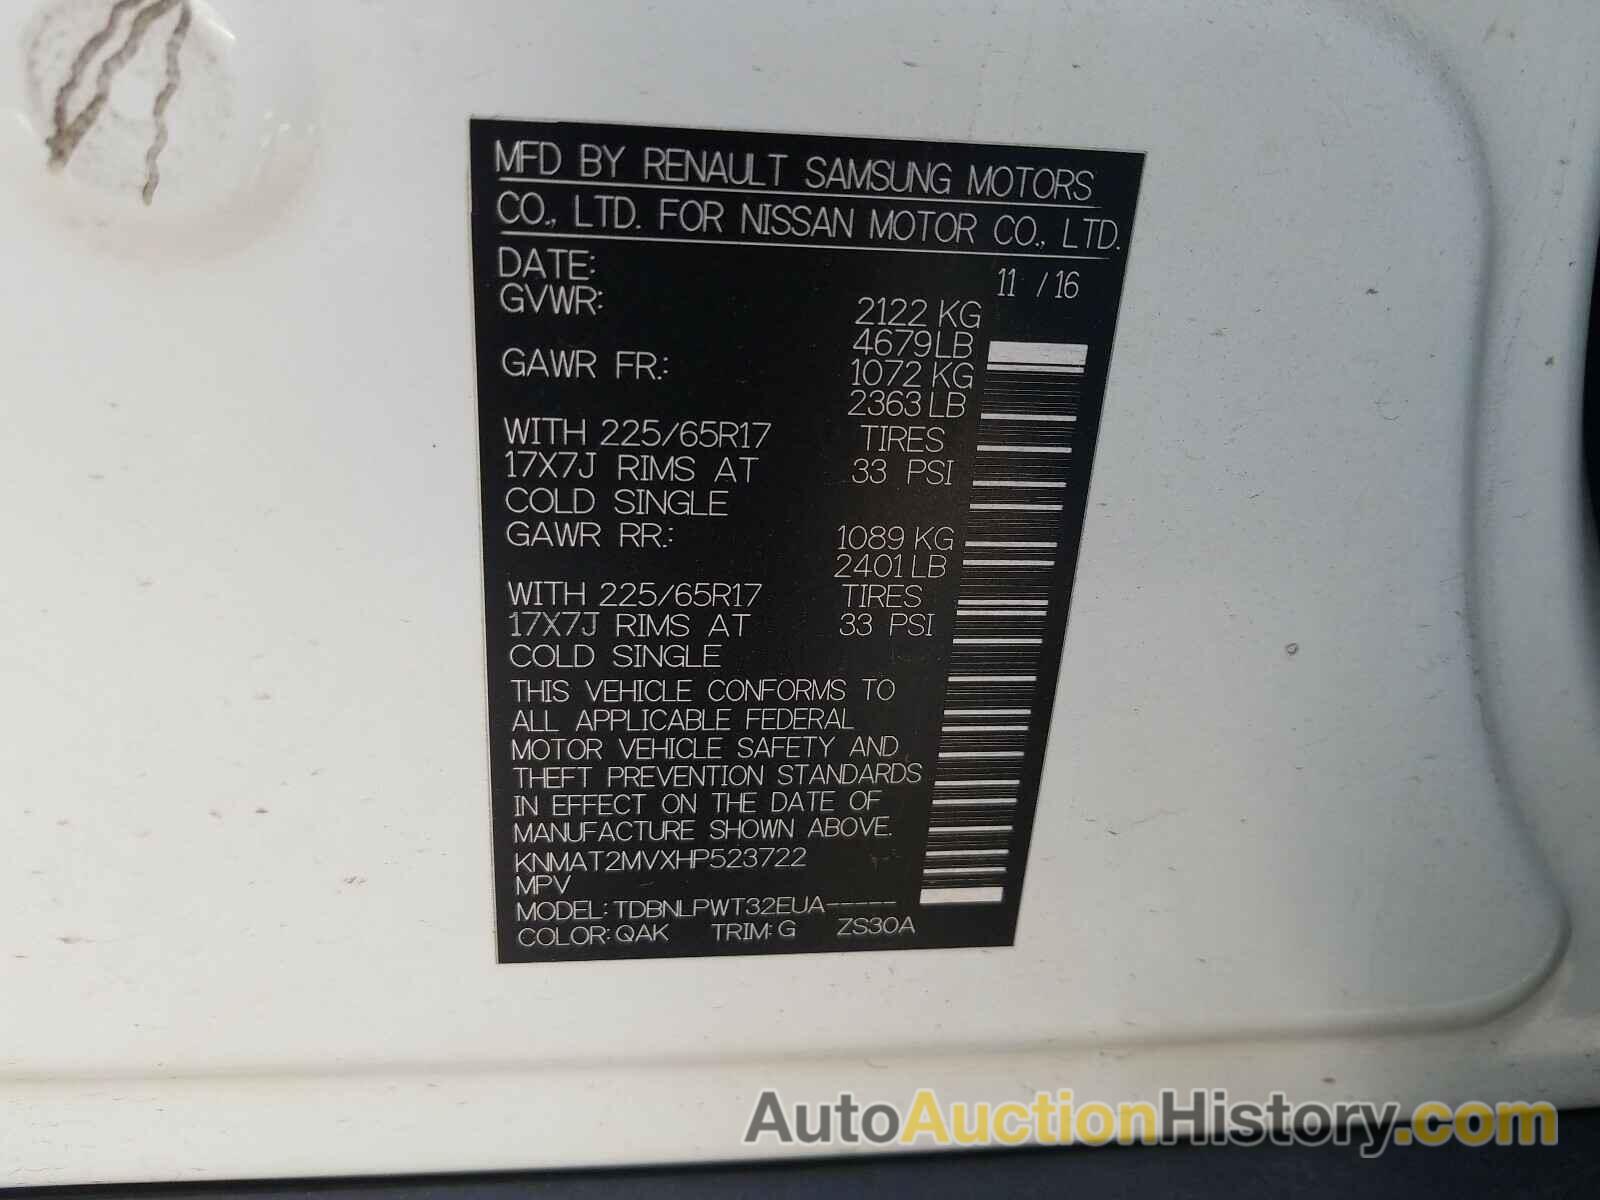 MFD BY RENAULT SAMSUNG MOTORS
CO., LTD. FOR NISSAN MOTOR CO., LTD.
DATE: 11 / 16
GVWR: 2122 KG
4679 LB
GAWR FR.: 1072 KG
2363 LB
WITH 225/65R17 TIRES
17X7J RIMS AT 33 PSI
COLD SINGLE
GAWR RR.: 1089 KG
2401 LB
WITH 225/65R17 TIRES
17X7J RIMS AT 33 PSI
COLD SINGLE
THIS VEHICLE CONFORMS TO
ALL APPLICABLE FEDERAL
MOTOR VEHICLE SAFETY AND
THEFT PREVENTION STANDARDS
IN EFFECT ON THE DATE OF
MANUFACTURE SHOWN ABOVE.
KNMAT2MVXHP523722
MPV
MODEL: TDBNLPWT32EUA-----
COLOR: QAK TRIM: G ZS30A
AutoAuctionHistory.com